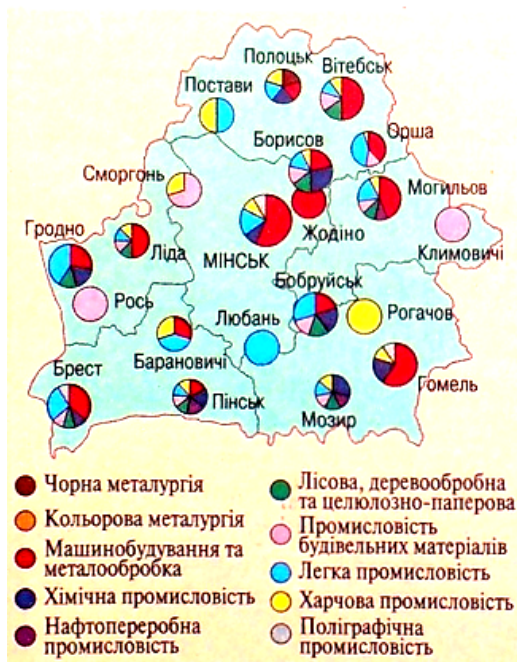 Полоцьк
Вітебськ
Постави
Борисов
Орша
Сморгонь
Могильов
Гродно
Ліда
МІНСЬК
Жодіно
Климовичі
Рось
Бобруйськ
Рогачов
Любань
Барановичі
Брест
Пінськ
Гомель
Мозир
Чорна металургія
Кольорова металургія
Машинобудування та
металообробка
Хімічна промисловість
Нафтопереробна
промисловість
Лісова, деревообробна
та целюлозно-паперова
Промисловість
будівельних матеріалів
Легка промисловість
Харчова промисловість
Поліграфічна
промисловість